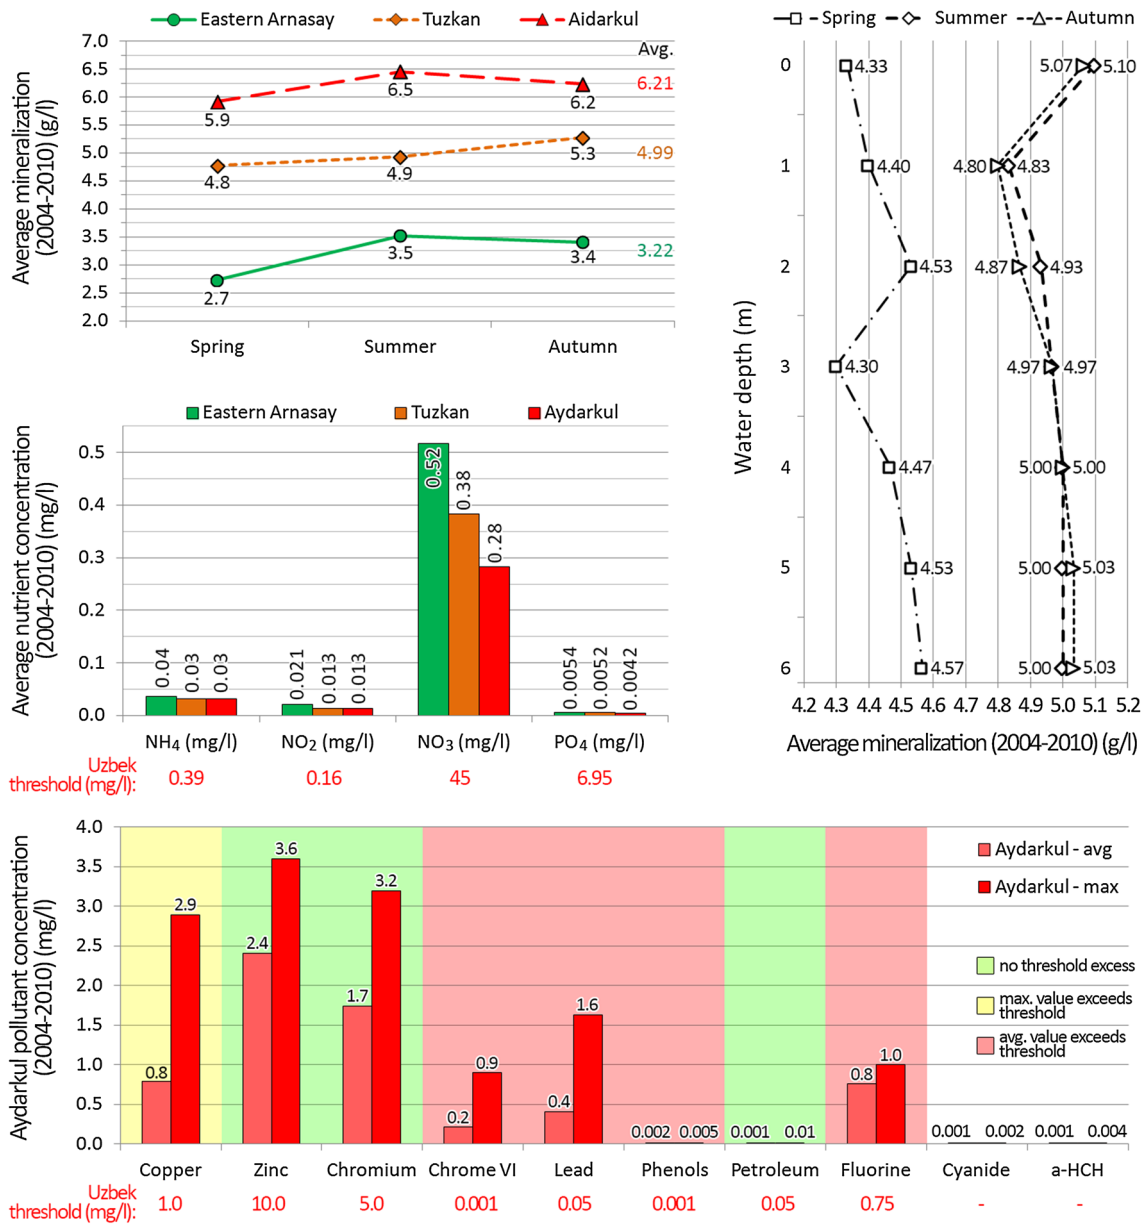 Eastern Arnasay Tuzkan Aidarkul
Average mineralization
(2004-2010) (g/l)
7.0
6.5
6.0
5.5
5.0
4.5
4.0
3.5
3.0
2.5
2.0
Avg.
5.9 6.5 6.2 6.21
4.8 4.9 5.3 4.99
2.7 3.5 3.4 3.22
Spring Summer Autumn
Spring Summer Autumn
Water depth (m)
0 4.33 5.07 5.10
1 4.40 4.80 4.83
2 4.53 4.87 4.93
3 4.30 4.97 4.97
4 4.47 5.00 5.00
5 4.53 5.00 5.03
6 4.57 5.00 5.03
4.2 4.3 4.4 4.5 4.6 4.7 4.8 4.9 5.0 5.1 5.2
Average mineralization (2004-2010) (g/l)
Eastern Arnasay Tuzkan Aydarkul
Average nutrient concentration
(2004-2010) (mg/l)
0.5
0.4
0.3
0.2
0.1
0.0
0.04 0.03 0.03 0.021 0.013 0.013 0.52 0.38 0.28 0.0054 0.0052 0.0042
NH4 (mg/l) NO2 (mg/l) NO3 (mg/l) PO4 (mg/l)
Uzbek
threshold (mg/l): 0.39 0.16 45 6.95
Aydarkul pollutant concentration
(2004-2010) (mg/l)
4.0
3.5
3.0
2.5
2.0
1.5
1.0
0.5
0.0
0.8 2.9 2.4 3.6 1.7 3.2 0.2 0.9 0.4 1.6 0.002 0.005 0.001 0.01 0.8 1.0 0.001 0.002 0.001 0.004
Aydarkul - avg
Aydarkul - max
no threshold excess
max. value exceeds
threshold
avg. value exceeds
threshold
Copper Zinc Chromium Chrome VI Lead Phenols Petroleum Fluorine Cyanide a-HCH
Uzbek
threshold (mg/l): 1.0 10.0 5.0 0.001 0.05 0.001 0.05 0.75 - -